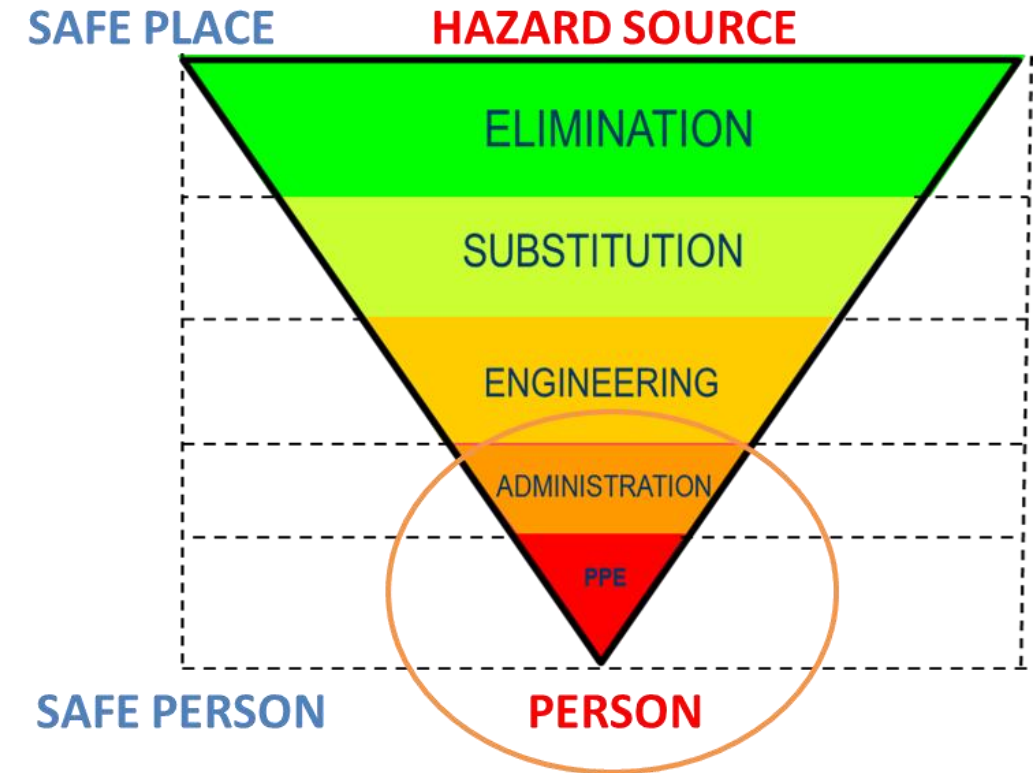 SAFE PLACE
HAZARD SOURCE
ELIMINATION
SUBSTITUTION
ENGINEERING
ADMINISTRATION
PPE
SAFE PERSON
PERSON